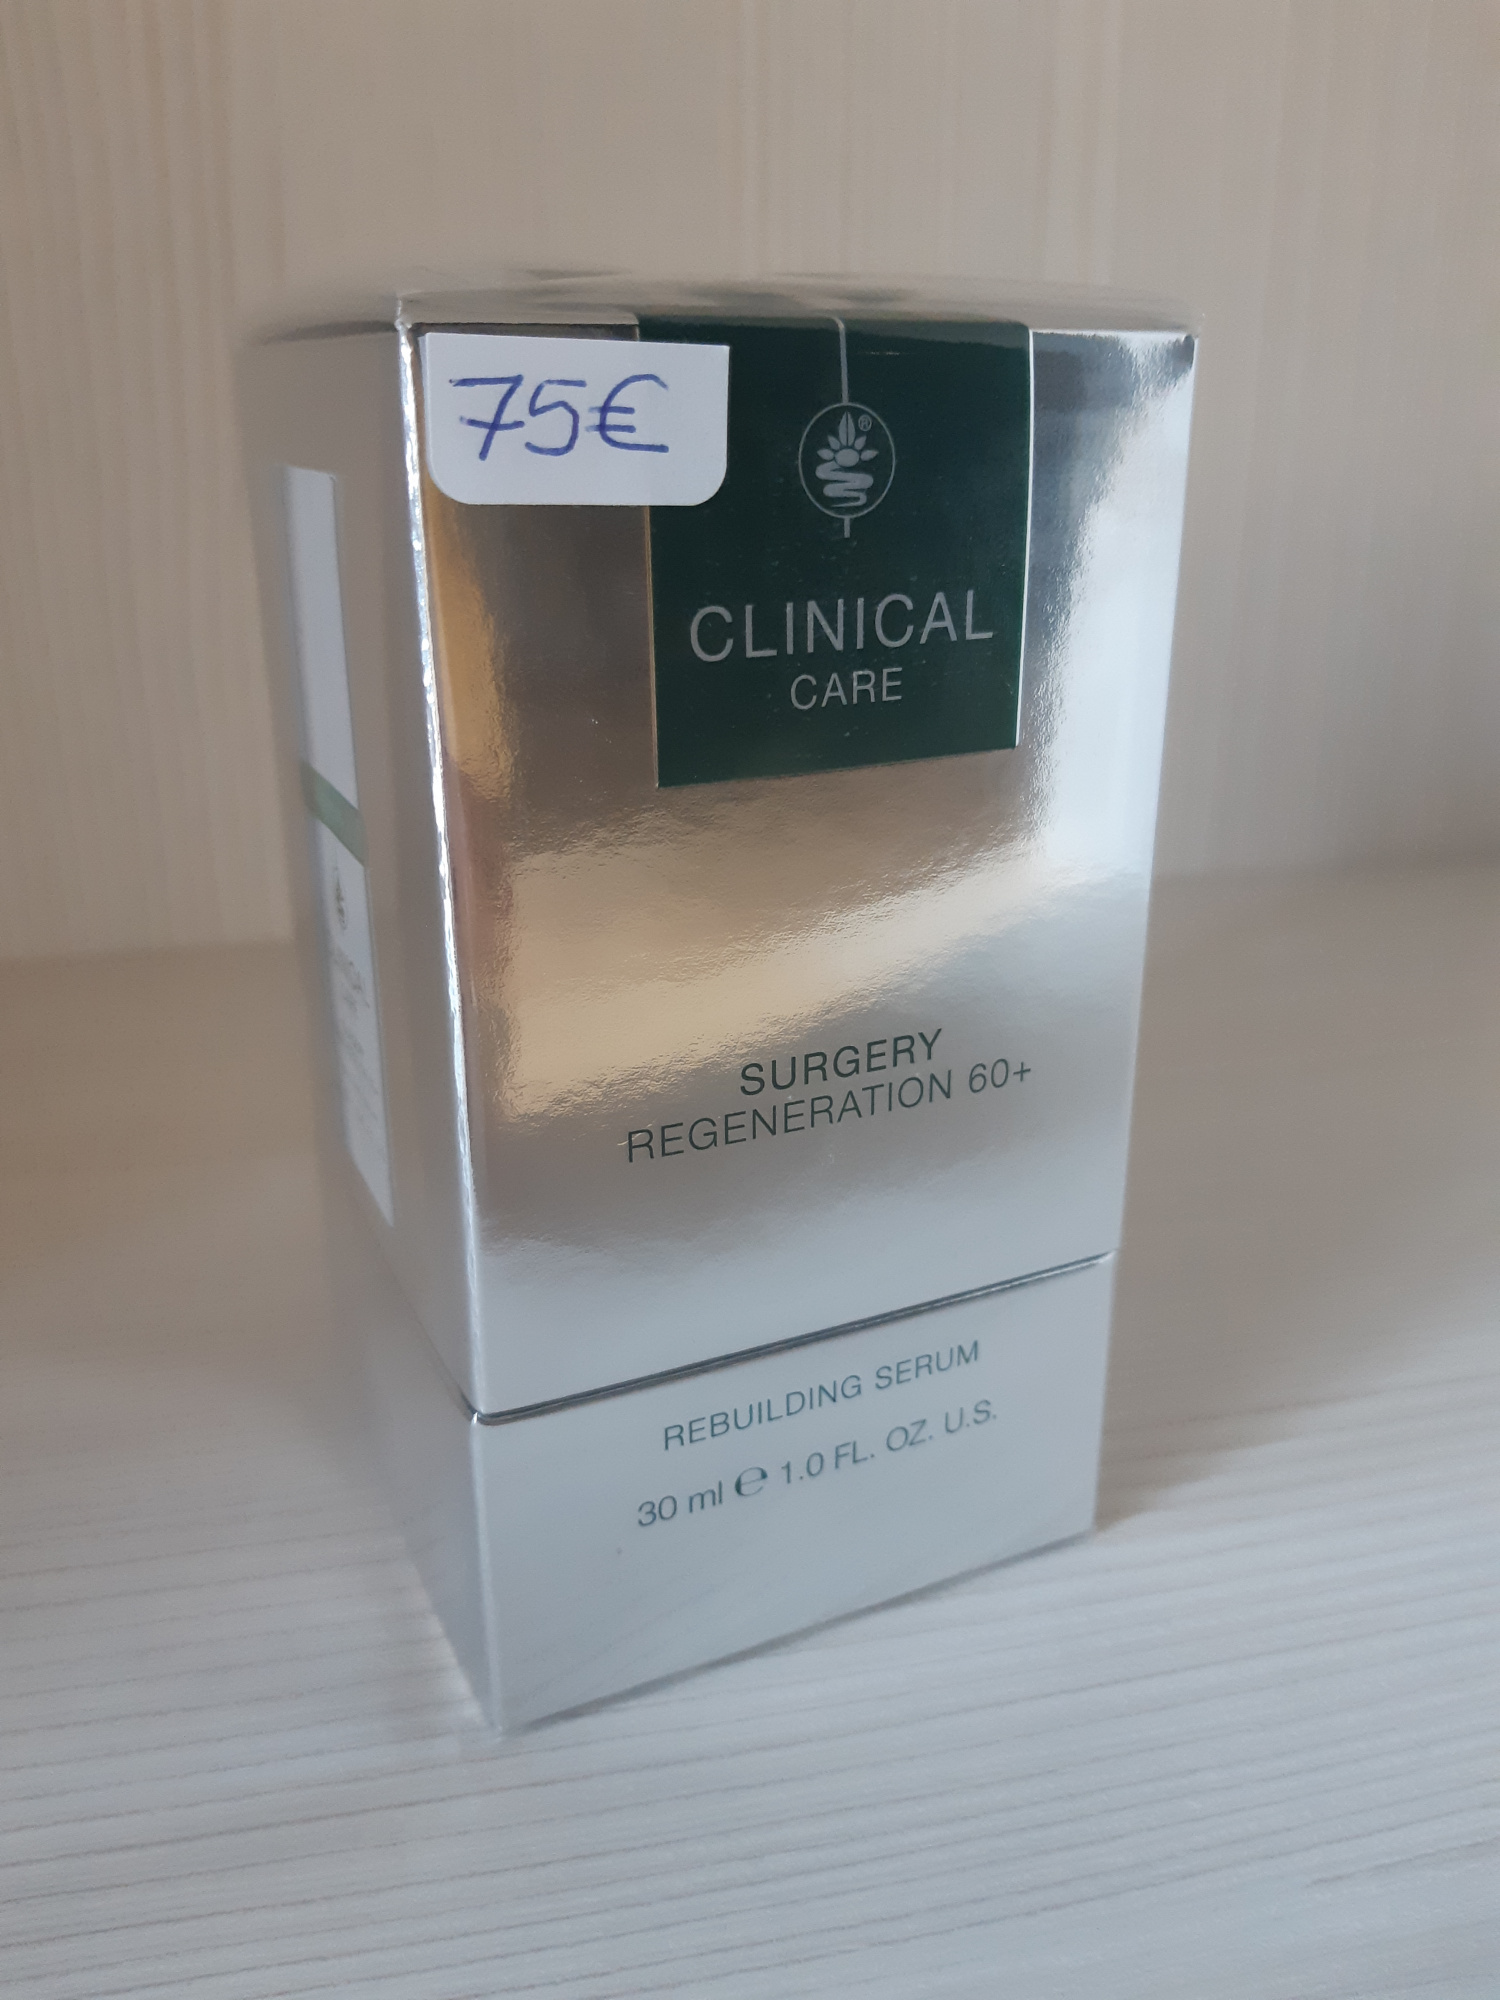 75€
®
CLINICAL
CARE
SURGERY
REGENERATION 60+
REBUILDING SERUM
30 ml ℮ 1.0 FL. OZ. U.S.